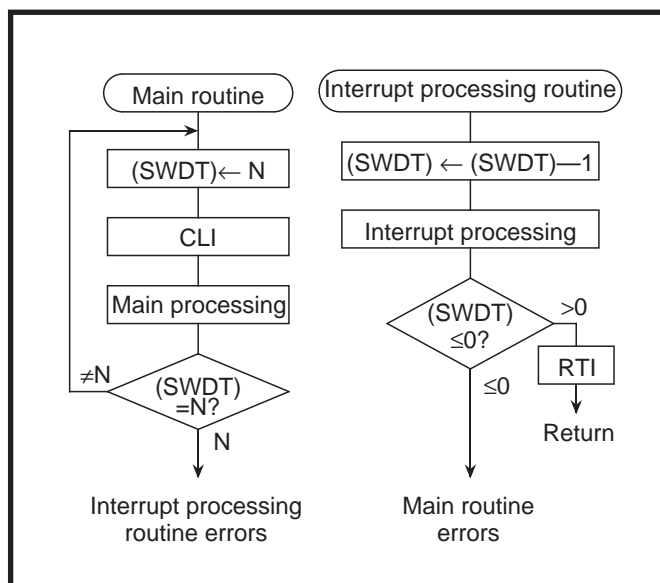 Main routine
(SWDT)← N
CLI
Main processing
≠N
(SWDT)
=N?
N
Interrupt processing
routine errors
Interrupt processing routine
(SWDT) ← (SWDT)—1
Interrupt processing
(SWDT)
≤0?
>0
≤0
RTI
Return
Main routine
errors